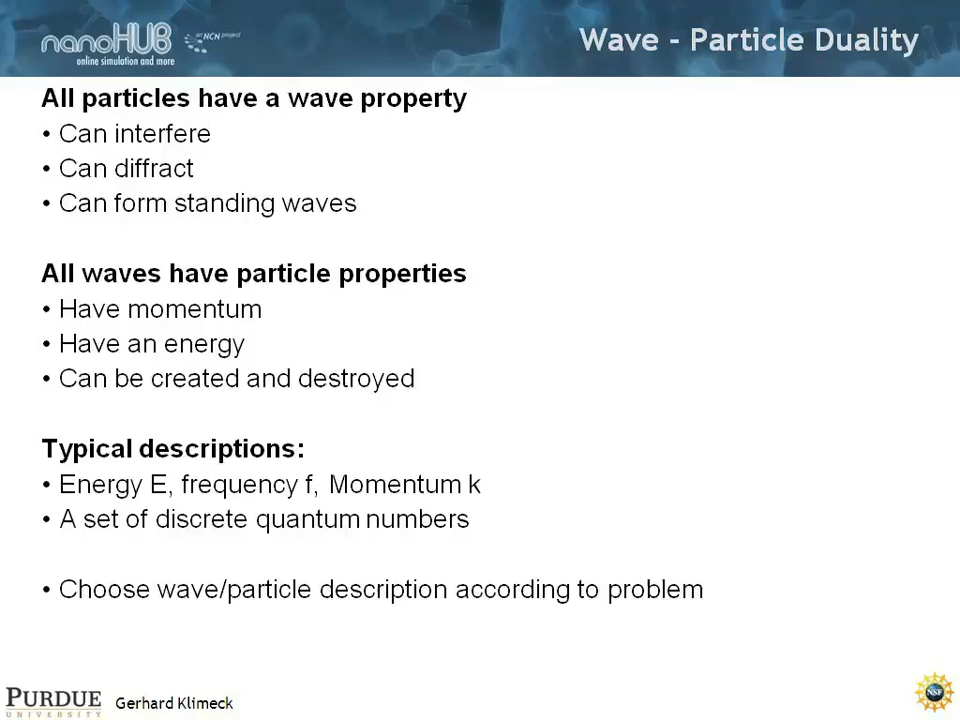 nanoHUB
an NCN project
online simulation and more
Wave - Particle Duality
All particles have a wave property
• Can interfere
• Can diffract
• Can form standing waves
All waves have particle properties
• Have momentum
• Have an energy
• Can be created and destroyed
Typical descriptions:
• Energy E, frequency f, Momentum k
• A set of discrete quantum numbers
• Choose wave/particle description according to problem
PURDUE
UNIVERSITY
Gerhard Klimeck
NSF